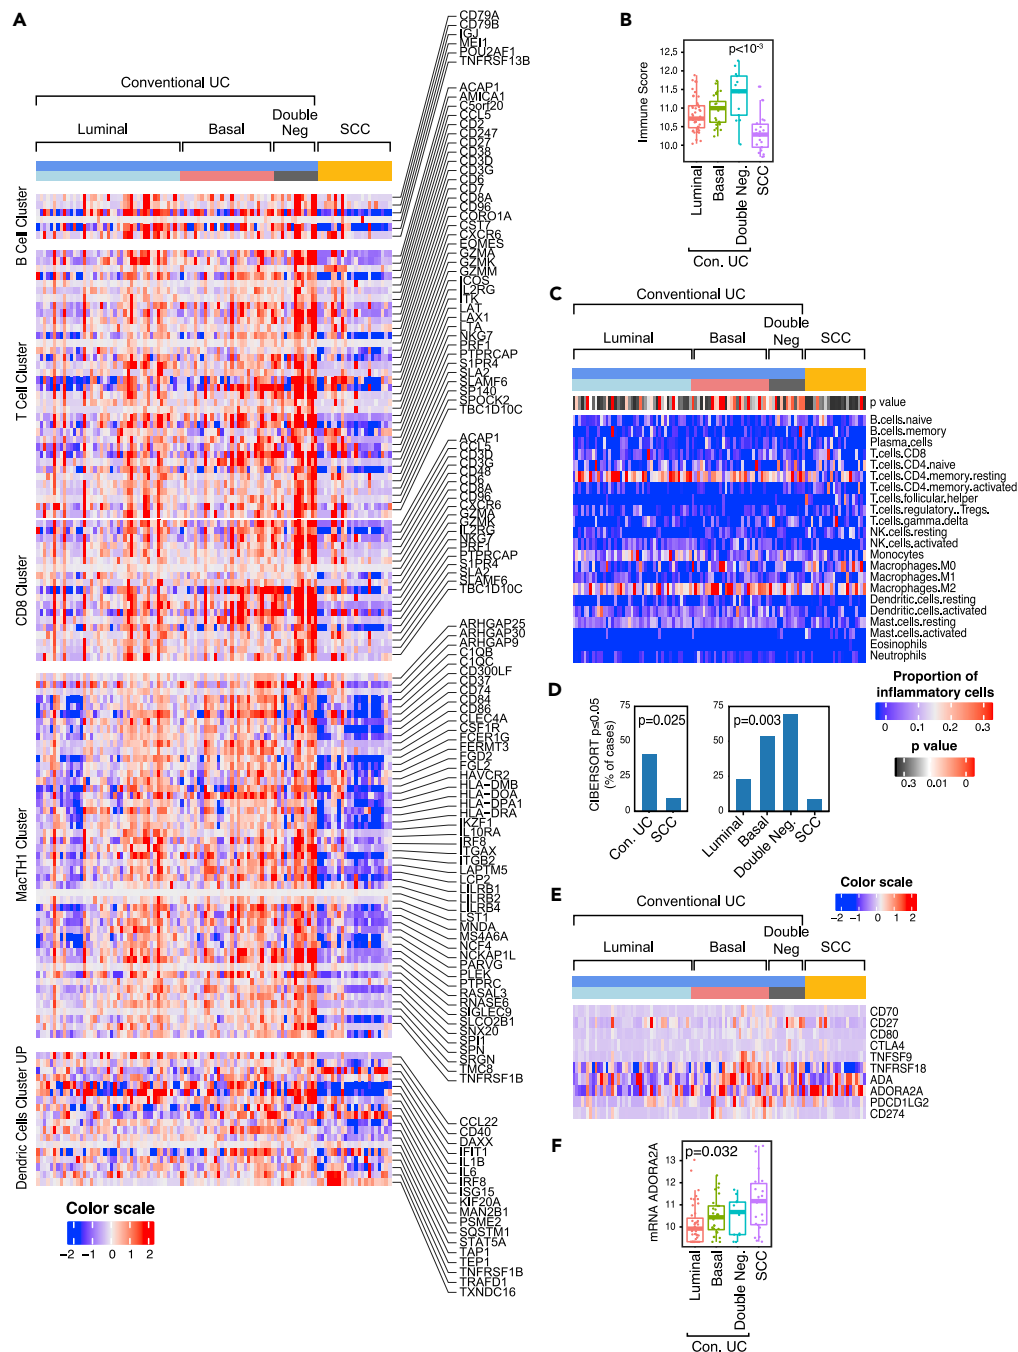 A
Conventional UC
Luminal
Basal
Double
Neg
SCC
B Cell Cluster
T Cell Cluster
CD8 Cluster
MacTH1 Cluster
Dendric Cells Cluster UP
CD79A
CD79B
IGJ
MEI1
POU2AF1
TNFRSF13B
ACAP1
AMICA1
C5orf20
CCL5
CD2
CD247
CD27
CD38
CD3D
CD3G
CD6
CD7
CD8A
CD96
CORO1A
CST7
CXCR6
EOMES
GZMA
GZMK
GZMM
ICOS
IL2RG
ITK
LAT
LAX1
LTA
NKG7
PRF1
PTPRCAP
S1PR4
SLA2
SLAMF6
SP140
SPOCK2
TBC1D10C
ACAP1
CCL5
CD3D
CD3G
CD48
CD6
CD8A
CD96
CXCR6
GZMA
GZMK
IL2RG
NKG7
PRF1
PTPRCAP
S1PR4
SLA2
SLAMF6
TBC1D10C
ARHGAP25
ARHGAP30
ARHGAP9
C1QB
C1QC
CD300LF
CD37
CD74
CD84
CD86
CLEC4A
CSF1R
FCER1G
FERMT3
FGD2
FGL2
HAVCR2
HLA-DMB
HLA-DOA
HLA-DPA1
HLA-DRA
IKZF1
IL10RA
IRF8
ITGAX
ITGB2
LAPTM5
LCP2
LILRB1
LILRB2
LILRB4
LST1
MNDA
MS4A6A
NCF4
NCKAP1L
PARVG
PLEK
PTPRC
RASAL3
RNASE6
SIGLEC9
SLCO2B1
SNX20
SPI1
SPN
SRGN
TMC8
TNFRSF1B
CCL22
CD40
DAXX
IFIT1
IL1B
IL6
IRF8
ISG15
KIF20A
MAN2B1
PSME2
SQSTM1
STAT5A
TAP1
TEP1
TNFRSF1B
TRAFD1
TXNDC16
Color scale
−2 −1 0 1 2
B
Immune Score
12.5
12.0
11.5
11.0
10.5
10.0
p<10⁻³
Luminal
Basal
Double Neg.
SCC
Con. UC
C
Conventional UC
Luminal
Basal
Double
Neg
SCC
p value
B.cells.naive
B.cells.memory
Plasma.cells
T.cells.CD8
T.cells.CD4.naive
T.cells.CD4.memory.resting
T.cells.CD4.memory.activated
T.cells.follicular.helper
T.cells.regulatory..Tregs.
T.cells.gamma.delta
NK.cells.resting
NK.cells.activated
Monocytes
Macrophages.M0
Macrophages.M1
Macrophages.M2
Dendritic.cells.resting
Dendritic.cells.activated
Mast.cells.resting
Mast.cells.activated
Eosinophils
Neutrophils
Proportion of
inflammatory cells
0 0.1 0.2 0.3
p value
0.3 0.01 0
D
CIBERSORT p≤0.05
(% of cases)
75
50
25
0
p=0.025
Con. UC
SCC
75
50
25
0
p=0.003
Luminal
Basal
Double Neg.
SCC
E
Color scale
−2 −1 0 1 2
Conventional UC
Luminal
Basal
Double
Neg
SCC
CD70
CD27
CD80
CTLA4
TNFSF9
TNFRSF18
ADA
ADORA2A
PDCD1LG2
CD274
F
mRNA ADORA2A
13
12
11
10
p=0.032
Luminal
Basal
Double Neg.
SCC
Con. UC